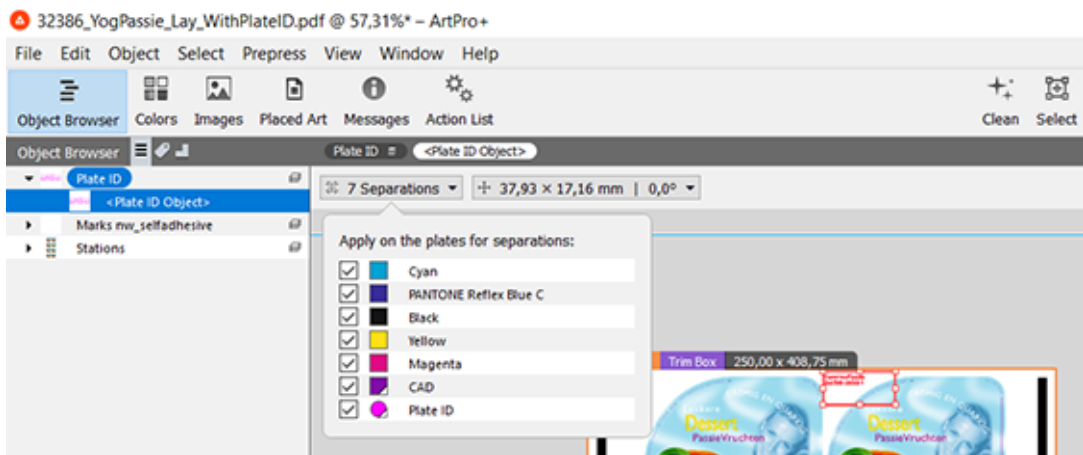 32386_YogPassie_Lay_WithPlateID.pdf @ 57,31%* – ArtPro+
File Edit Object Select Prepress View Window Help
Object Browser Colors Images Placed Art Messages Action List Clean Select
Object Browser Plate ID <Plate ID Object>
Plate ID
7 Separations 37,93 × 17,16 mm | 0,0°
<Plate ID Object>
Marks nw_selfadhesive
Stations
Apply on the plates for separations:
Cyan
PANTONE Reflex Blue C
Black
Yellow
Magenta
CAD
Plate ID
Trim Box 250,00 x 408,75 mm
Dessert Dessert
PassieVruchten PassieVruchten